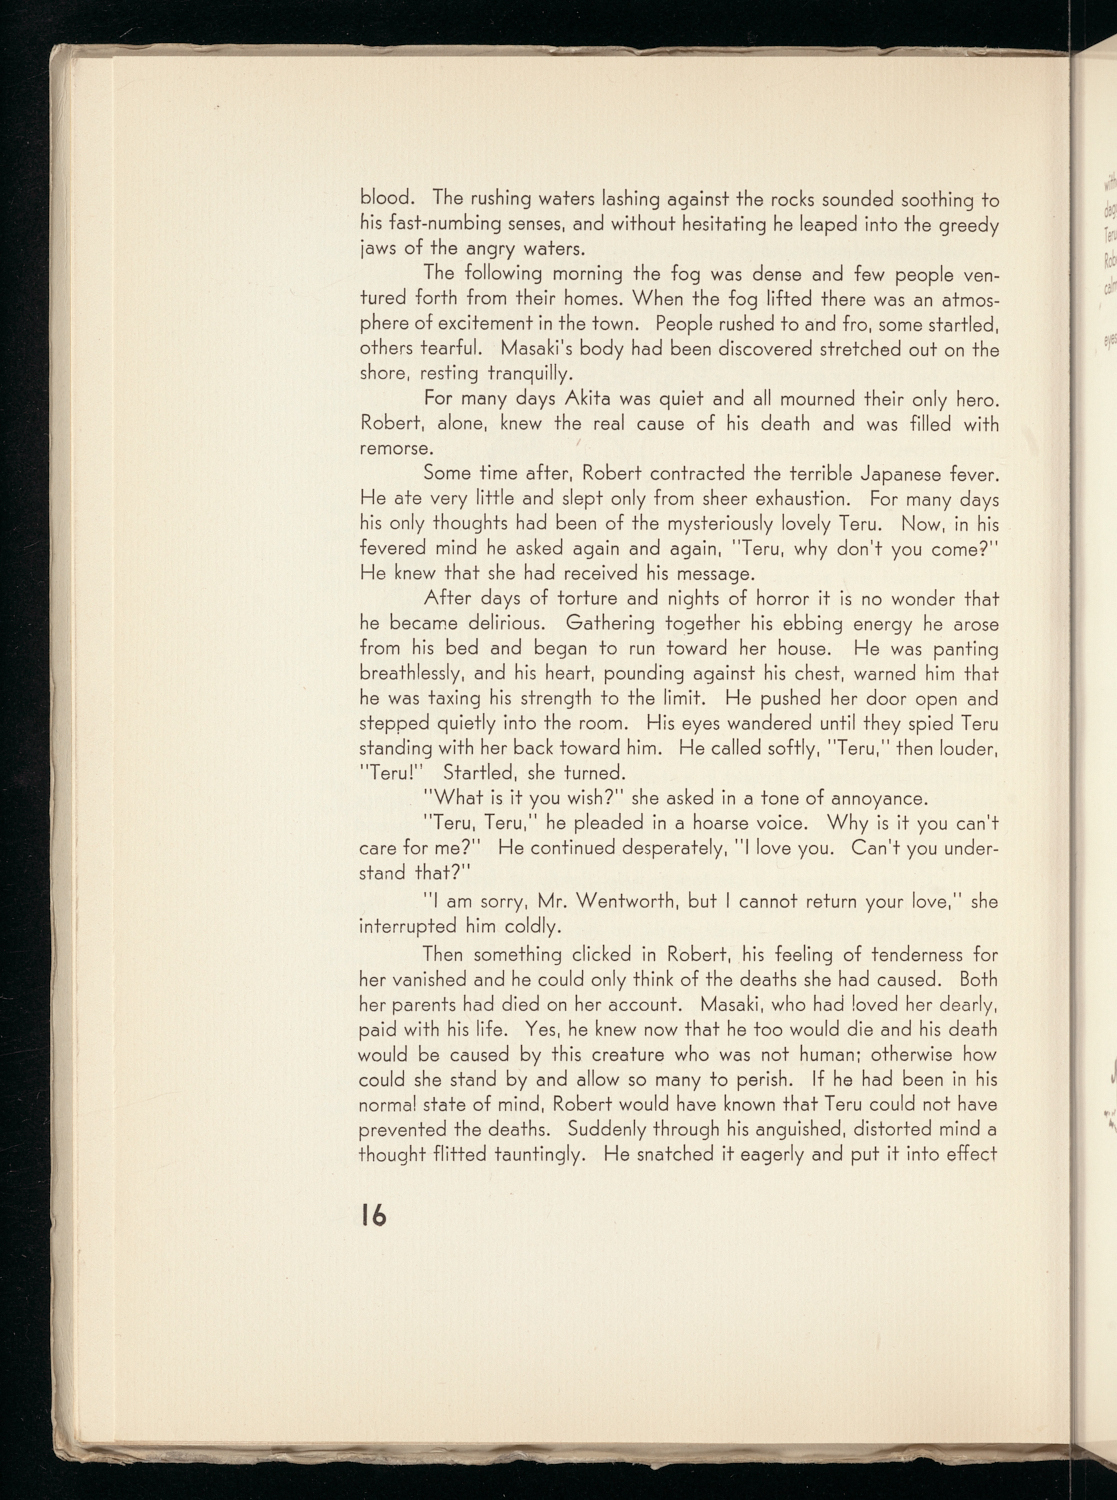 blood. The rushing waters lashing against the rocks sounded soothing to
his fast-numbing senses, and without hesitating he leaped into the greedy
jaws of the angry waters.
The following morning the fog was dense and few people ven-
tured forth from their homes. When the fog lifted there was an atmos-
phere of excitement in the town. People rushed to and fro, some startled,
others tearful. Masaki's body had been discovered stretched out on the
shore, resting tranquilly.
For many days Akita was quiet and all mourned their only hero.
Robert, alone, knew the real cause of his death and was filled with
remorse.
Some time after, Robert contracted the terrible Japanese fever.
He ate very little and slept only from sheer exhaustion. For many days
his only thoughts had been of the mysteriously lovely Teru. Now, in his
fevered mind he asked again and again, "Teru, why don't you come?"
He knew that she had received his message.
After days of torture and nights of horror it is no wonder that
he became delirious. Gathering together his ebbing energy he arose
from his bed and began to run toward her house. He was panting
breathlessly, and his heart, pounding against his chest, warned him that
he was taxing his strength to the limit. He pushed her door open and
stepped quietly into the room. His eyes wandered until they spied Teru
standing with her back toward him. He called softly, "Teru," then louder,
"Teru!" Startled, she turned.
"What is it you wish?" she asked in a tone of annoyance.
"Teru, Teru," he pleaded in a hoarse voice. Why is it you can't
care for me?" He continued desperately, "I love you. Can't you under-
stand that?"
"I am sorry, Mr. Wentworth, but I cannot return your love," she
interrupted him coldly.
Then something clicked in Robert, his feeling of tenderness for
her vanished and he could only think of the deaths she had caused. Both
her parents had died on her account. Masaki, who had loved her dearly,
paid with his life. Yes, he knew now that he too would die and his death
would be caused by this creature who was not human; otherwise how
could she stand by and allow so many to perish. If he had been in his
normal state of mind, Robert would have known that Teru could not have
prevented the deaths. Suddenly through his anguished, distorted mind a
thought flitted tauntingly. He snatched it eagerly and put it into effect
16